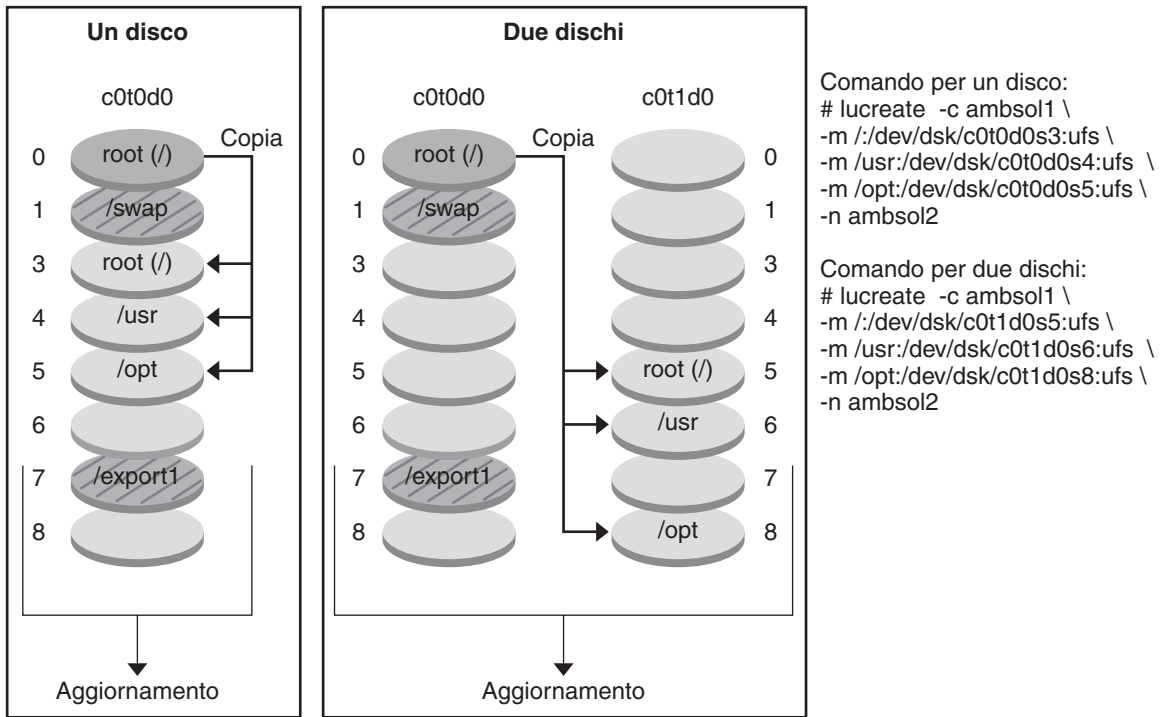 Un disco
c0t0d0
Copia
0 root (/)
1 /swap
3 root (/)
4 /usr
5 /opt
6
7 /export1
8
Aggiornamento
Due dischi
c0t0d0 c0t1d0
Copia
0 root (/) 0
1 /swap 1
3 3
4 4
5 root (/) 5
6 /usr 6
7 /export1 7
8 /opt 8
Aggiornamento
Comando per un disco:
# lucreate -c ambsol1 \
-m /:/dev/dsk/c0t0d0s3:ufs \
-m /usr:/dev/dsk/c0t0d0s4:ufs \
-m /opt:/dev/dsk/c0t0d0s5:ufs \
-n ambsol2
Comando per due dischi:
# lucreate -c ambsol1 \
-m /:/dev/dsk/c0t1d0s5:ufs \
-m /usr:/dev/dsk/c0t1d0s6:ufs \
-m /opt:/dev/dsk/c0t1d0s8:ufs \
-n ambsol2